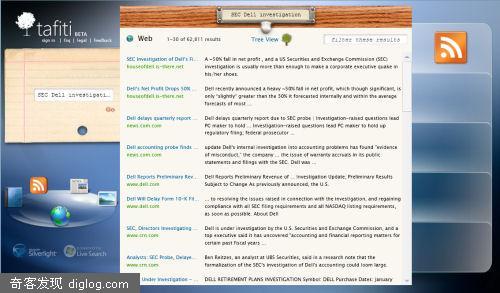 tafiti BETA
sign in | faq | legal | feedback
SEC Dell investigati...
Go
Microsoft Silverlight
Live Search
SEC Dell investigation
Web 1-30 of 62,811 results Tree View filter these results
SEC Investigation of Dell's Fi...
houseofdell.is-there.net
A ~50% fall in net profit , and a US Securities and Exchange Commission (SEC)
investigation is usually more than enough to make a corporate executive quake in
his/her shoes.
Dell's Net Profit Drops 50% ...
houseofdell.is-there.net
Dell recently announced a heavy ~50% fall in net profit, which though significant, is
only "slightly" greater than the 50% it forecasted internally and within the average
forecasts of most ...
Dell delays quarterly report ...
news.com.com
Dell delays quarterly report due to SEC probe | Investigation-raised questions lead
PC maker to hold ... Investigation-raised questions lead PC maker to hold up
regulatory filing; federal prosecutor ...
Dell accounting probe finds ...
news.com.com
update Dell's internal investigation into accounting problems has found "evidence
of misconduct," the company ... the issue of warranty accruals in its public
statements and filings with the SEC. Dell was ...
Dell Reports Preliminary Rev...
www.dell.com
Dell Reports Preliminary Revenue of ... Investigation Update, Preliminary Results
Subject to Change As previously announced, the U.S.
Dell Will Delay Form 10-K Fil...
www.dell.com
... to resolving the issues raised in connection with the investigation, and regaining
compliance with all SEC filing requirements and all NASDAQ listing requirements,
as soon as possible. About Dell
SEC, Directors Investigating ...
www.crn.com
Dell is under investigation by the U.S. Securities and Exchange Commission, and a
top executive said it has uncovered "accounting and financial reporting matters for
certain past fiscal years ...
Analysts: SEC Probe, Delaye...
www.crn.com
Ben Reitzes, an analyst at UBS Securities, said in a research note that the
formalization of the SEC's investigation of Dell's accounting could loom large.
Under Investigation - ...
DELL RETIREMENT PLANS INVESTIGATION Symbol: DELL Purchase Dates: January
奇客发现 diglog.com
奇客发现 diglog.com